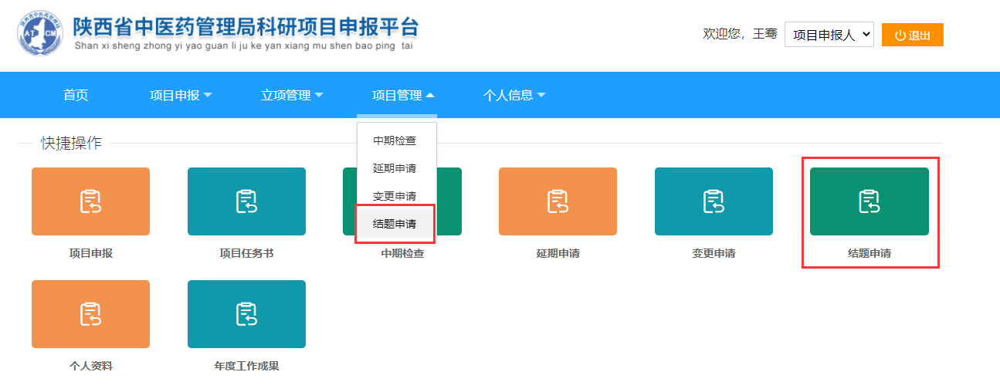 陕西省中医药管理局科研项目申报平台
Shan xi sheng zhong yi yao guan li ju ke yan xiang mu shen bao ping tai
ATCM
欢迎您，王骞 项目申报人 退出
首页 项目申报 立项管理 项目管理 个人信息
中期检查
延期申请
变更申请
结题申请
快捷操作
项目申报 项目任务书 中期检查 延期申请 变更申请 结题申请
个人资料 年度工作成果